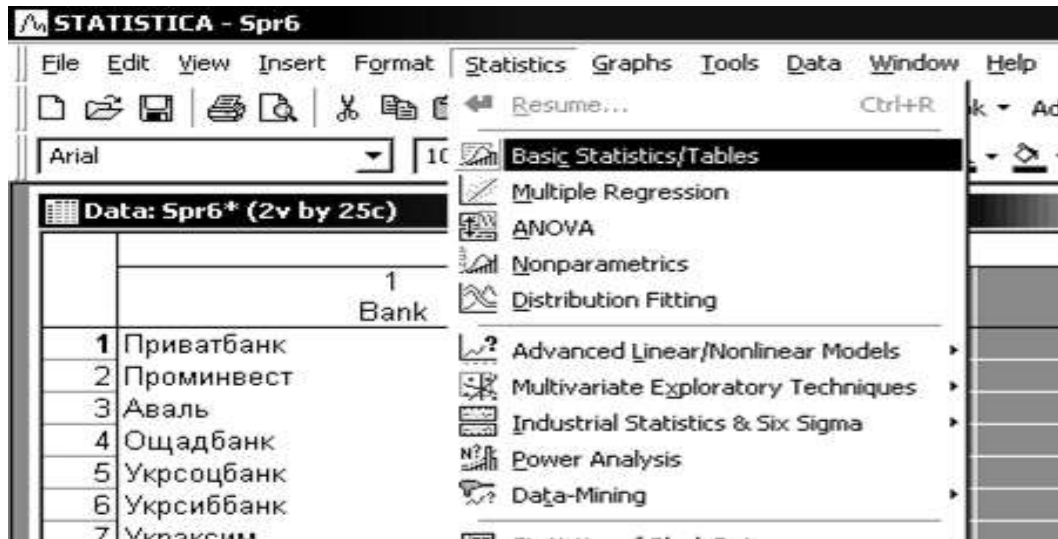 STATISTICA - Spr6
File Edit View Insert Format Statistics Graphs Tools Data Window Help
Resume... Ctrl+R
Arial 10
Basic Statistics/Tables
Data: Spr6* (2v by 25c)
Multiple Regression
ANOVA
Nonparametrics
Distribution Fitting
1
Bank
1 Приватбанк
2 Проминвест
3 Аваль
4 Ощадбанк
5 Укрсоцбанк
6 Укрсиббанк
7
Advanced Linear/Nonlinear Models
Multivariate Exploratory Techniques
Industrial Statistics & Six Sigma
Power Analysis
Data-Mining